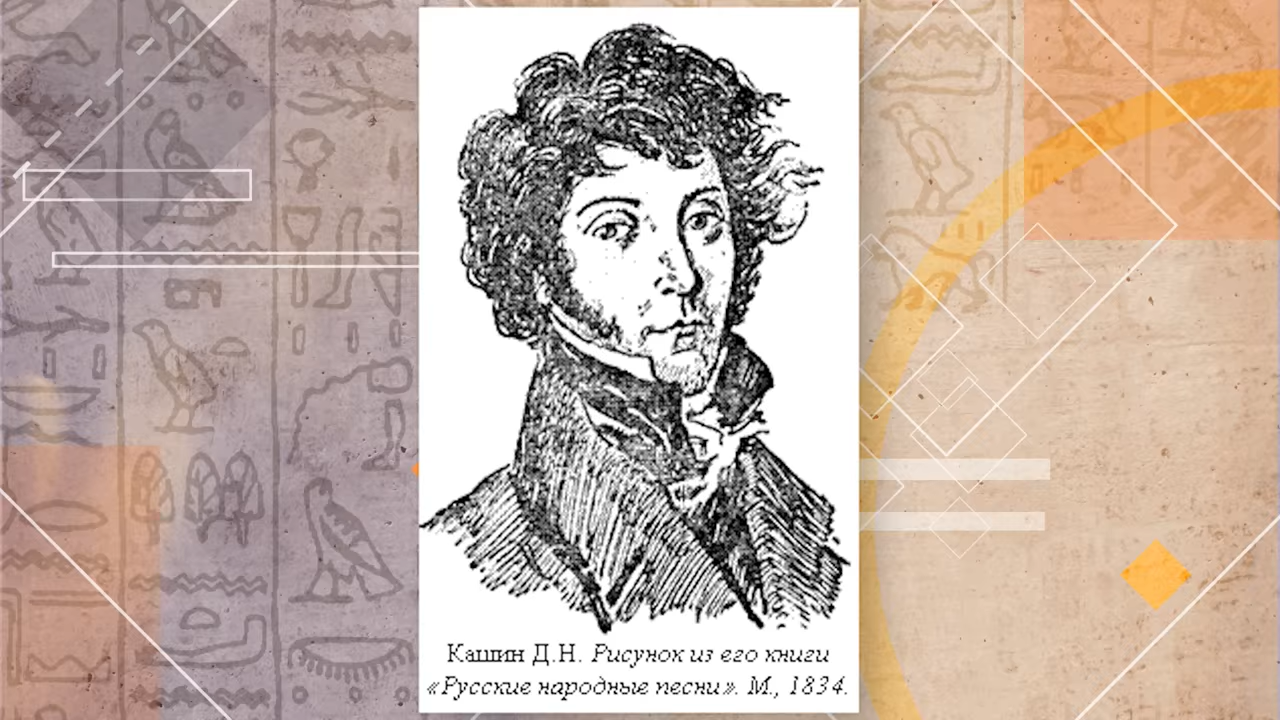 Кашин Д.Н. Рисунок из его книги
«Русские народные песни». М., 1834.